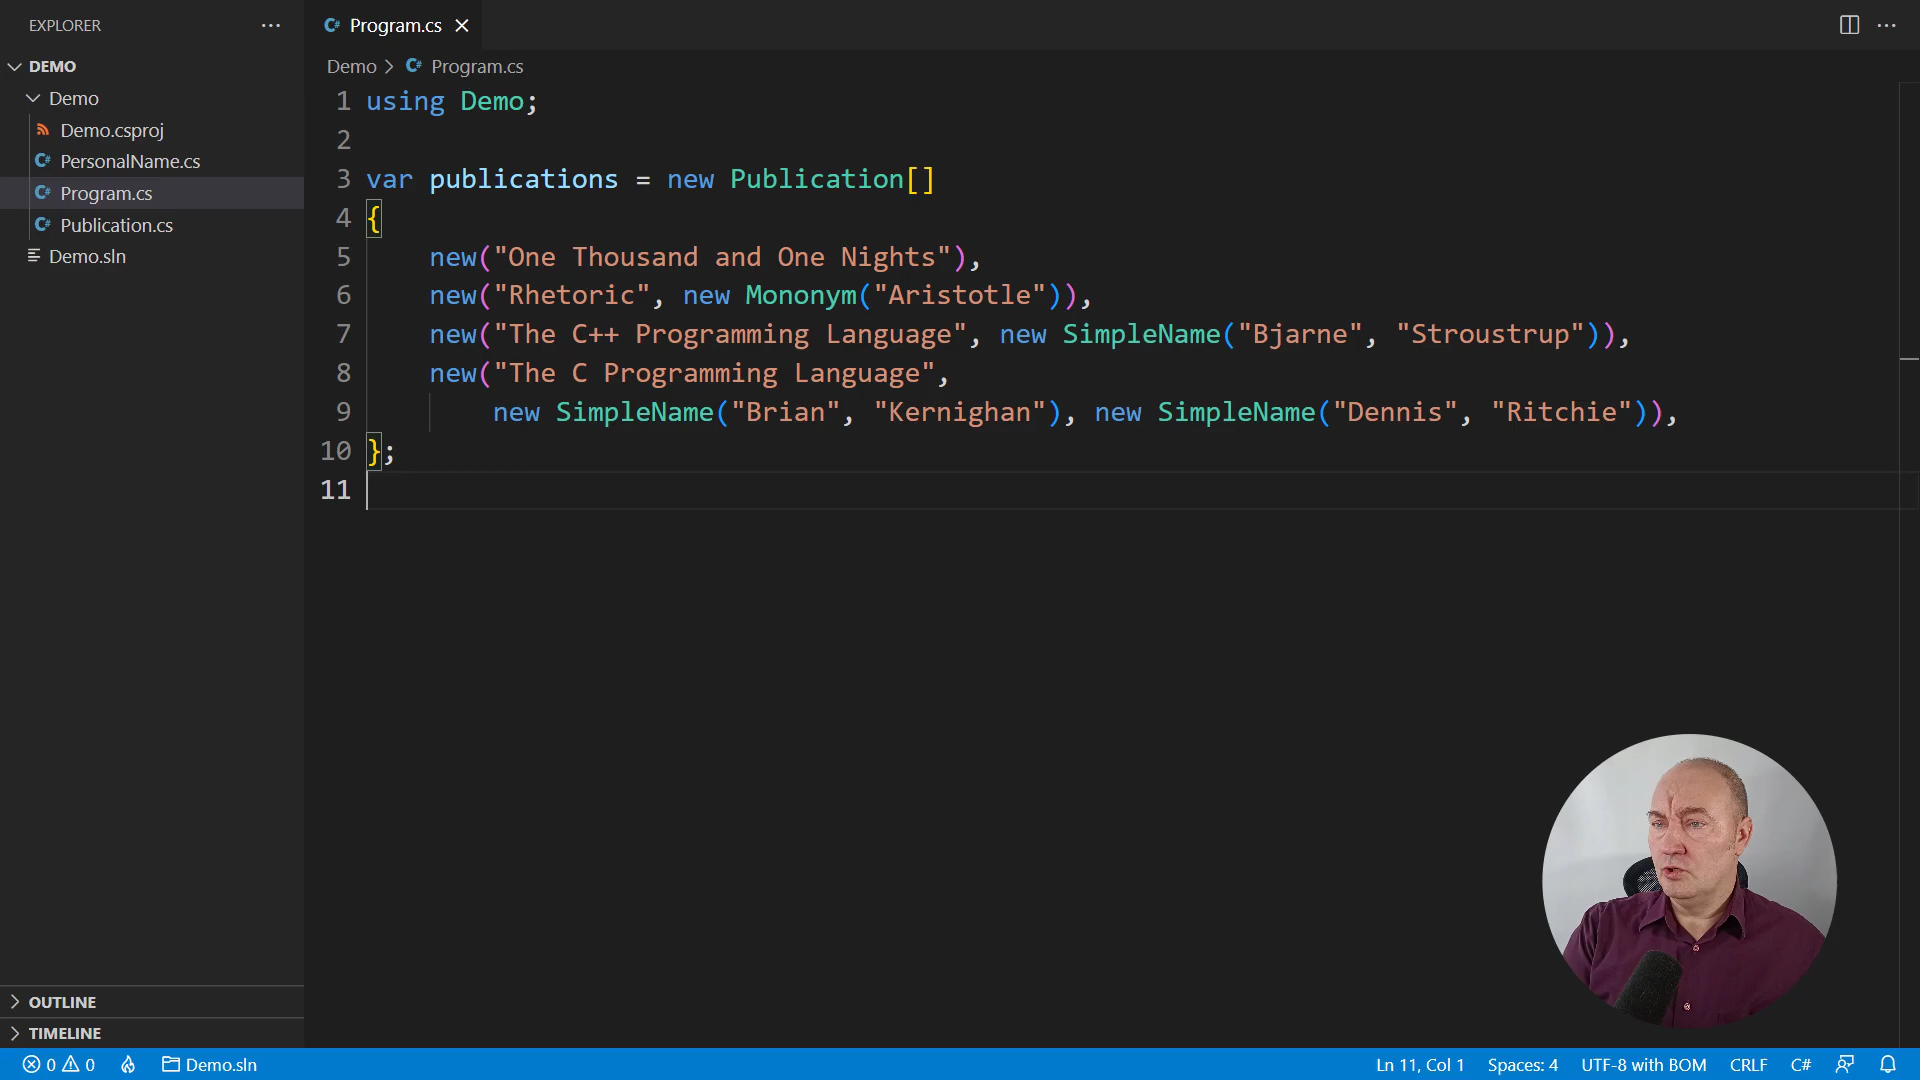 EXPLORER
DEMO
Demo
Demo.csproj
C# PersonalName.cs
C# Program.cs
C# Publication.cs
Demo.sln
OUTLINE
TIMELINE
C# Program.cs
Demo > C# Program.cs
1 using Demo;
2
3 var publications = new Publication[]
4 {
5     new("One Thousand and One Nights"),
6     new("Rhetoric", new Mononym("Aristotle")),
7     new("The C++ Programming Language", new SimpleName("Bjarne", "Stroustrup")),
8     new("The C Programming Language",
9         new SimpleName("Brian", "Kernighan"), new SimpleName("Dennis", "Ritchie")),
10 };
11
0 0 Demo.sln Ln 11, Col 1 Spaces: 4 UTF-8 with BOM CRLF C#